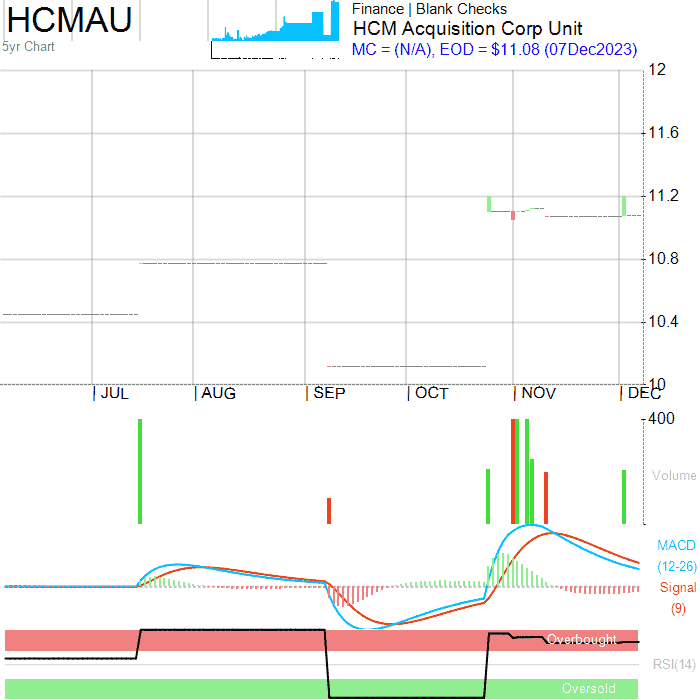 HCMAU
5yr Chart
Finance | Blank Checks
HCM Acquisition Corp Unit
MC = (N/A), EOD = $11.08 (07Dec2023)
12
11.6
11.2
10.8
10.4
10
JUL AUG SEP OCT NOV DEC
400
Volume
MACD
(12-26)
Signal
(9)
Overbought
RSI(14)
Oversold